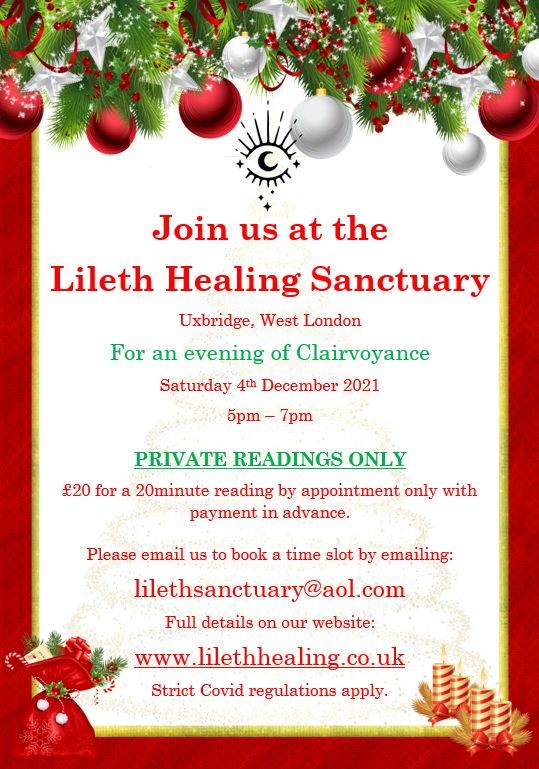 Join us at the
Lileth Healing Sanctuary
Uxbridge, West London
For an evening of Clairvoyance
Saturday 4th December 2021
5pm – 7pm
PRIVATE READINGS ONLY
£20 for a 20minute reading by appointment only with
payment in advance.
Please email us to book a time slot by emailing:
lilethsanctuary@aol.com
Full details on our website:
www.lilethhealing.co.uk
Strict Covid regulations apply.